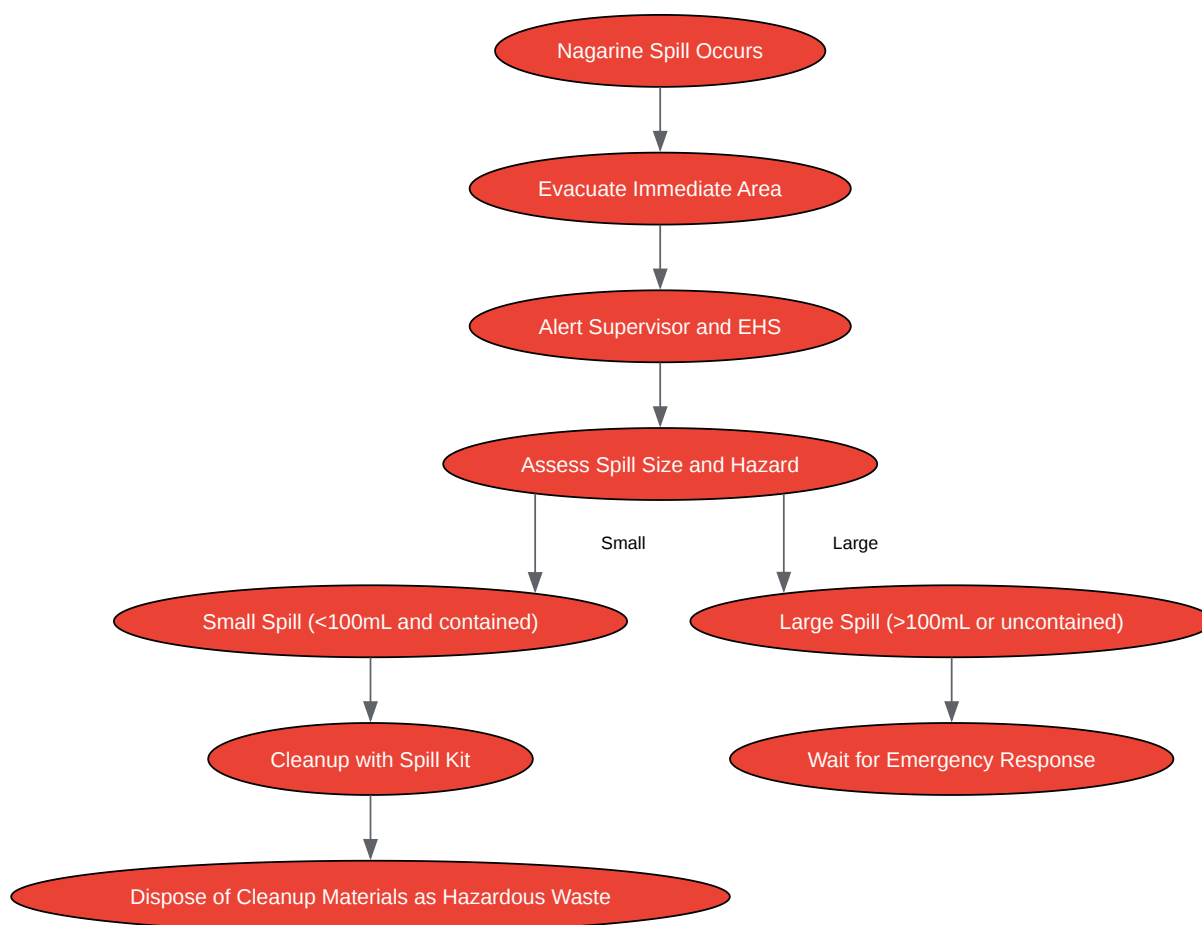 Nagarine Spill Occurs
Evacuate Immediate Area
Alert Supervisor and EHS
Assess Spill Size and Hazard
Small
Large
Small Spill (<100mL and contained)
Large Spill (>100mL or uncontained)
Cleanup with Spill Kit
Wait for Emergency Response
Dispose of Cleanup Materials as Hazardous Waste